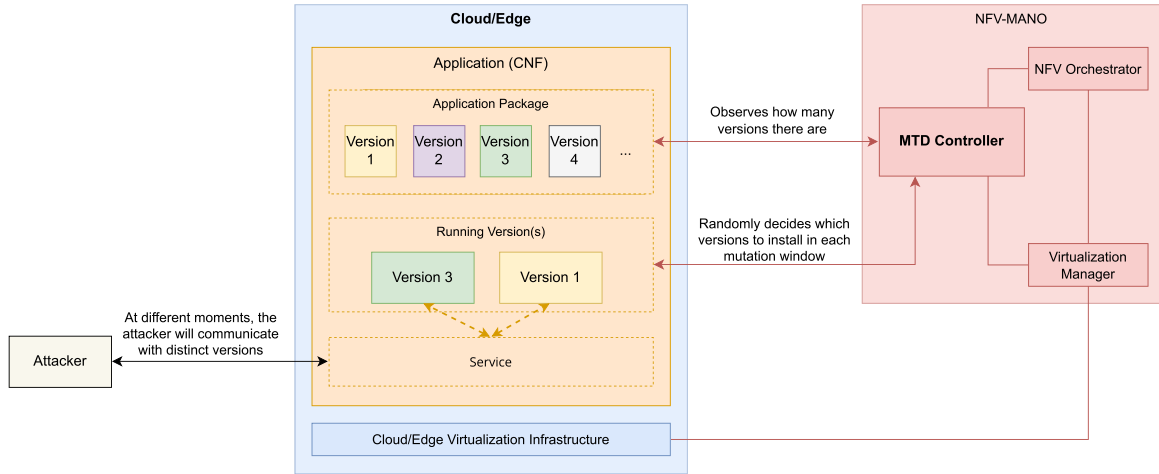 Cloud/Edge
NFV-MANO
Application (CNF)
NFV Orchestrator
Application Package
Version
1
Version
2
Version
3
Version
4
...
Observes how many
versions there are
MTD Controller
Running Version(s)
Version 3
Version 1
Randomly decides which
versions to install in each
mutation window
Virtualization
Manager
At different moments, the
attacker will communicate
with distinct versions
Attacker
Service
Cloud/Edge Virtualization Infrastructure